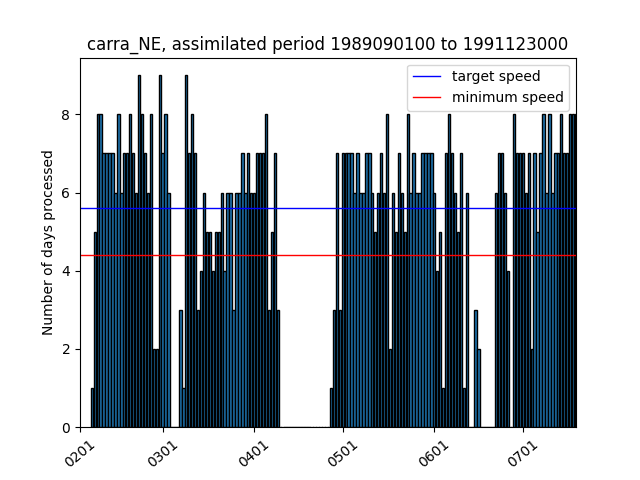 carra_NE, assimilated period 1989090100 to 1991123000
target speed
minimum speed
Number of days processed
8
6
4
2
0
0201
0301
0401
0501
0601
0701